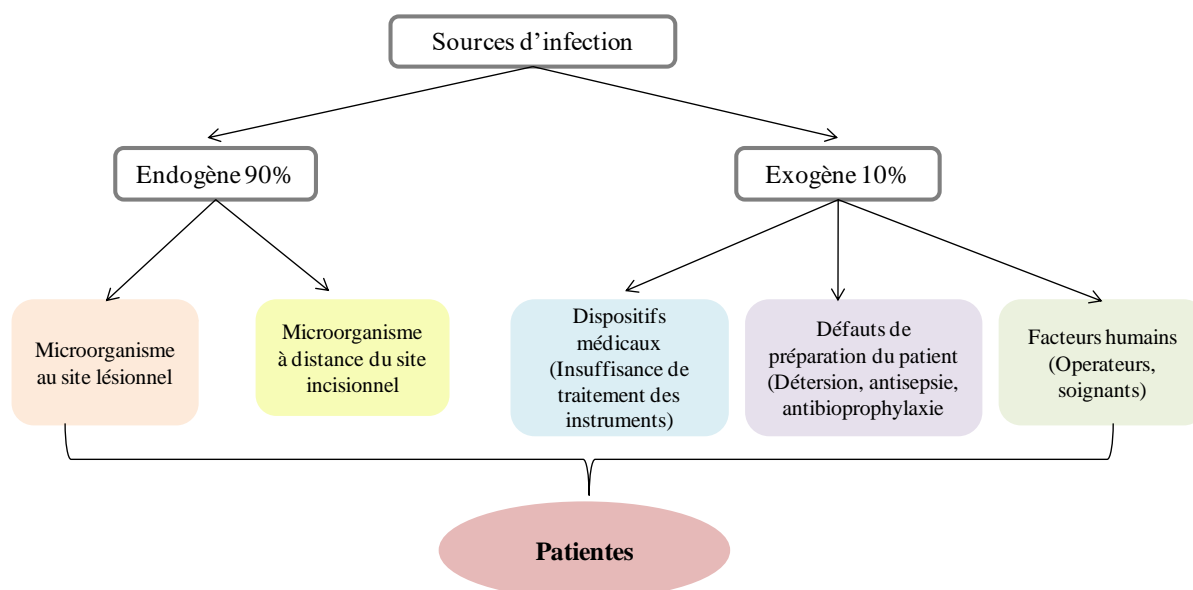 Sources d'infection
Endogène 90%
Exogène 10%
Microorganisme
au site lésionnel
Microorganisme
à distance du site
incisionnel
Dispositifs
médicaux
(Insuffisance de
traitement des
instruments)
Défauts de
préparation du patient
(Détersion, antisepsie,
antibioprophylaxie
Facteurs humains
(Operateurs,
soignants)
Patientes